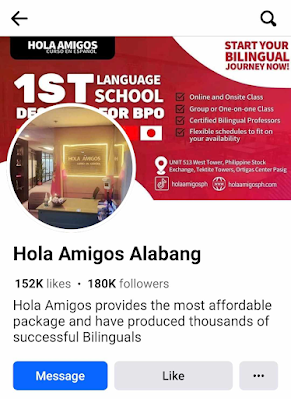 HOLA AMIGOS
CURSO EN ESPAÑOL
START YOUR
BILINGUAL
JOURNEY NOW!
1ST LANGUAGE
SCHOOL
FOR BPO
Online and Onsite Class
Group or One-on-one Class
Certified Bilingual Professors
Flexible schedules to fit on
your availability
UNIT 513 West Tower, Philippine Stock
Exchange, Tektite Towers, Ortigas Center Pasig
holaamigosph
holaamigosph.com
HOLA AMIGOS
Hola Amigos Alabang
152K likes • 180K followers
Hola Amigos provides the most affordable
package and have produced thousands of
successful Bilinguals
Message
Like